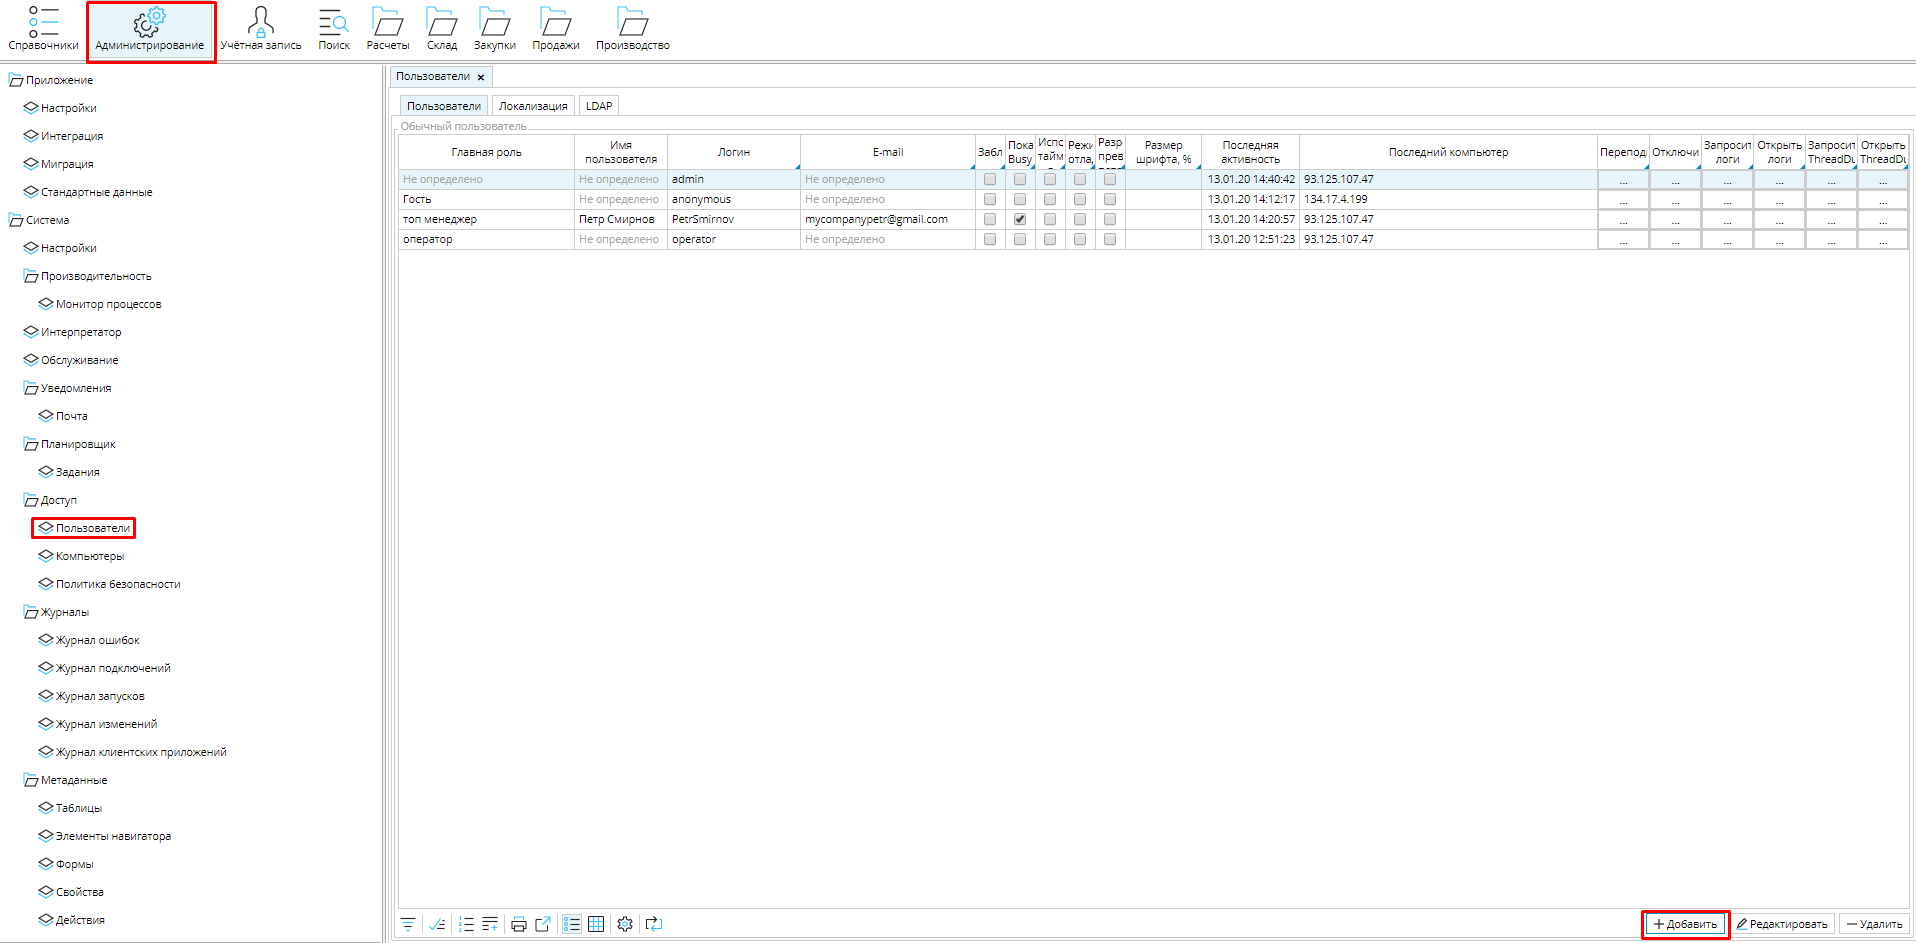 Справочники
Администрирование
Учётная запись
Поиск
Расчеты
Склад
Закупки
Продажи
Производство
Приложение
Настройки
Интеграция
Миграция
Стандартные данные
Система
Настройки
Производительность
Монитор процессов
Интерпретатор
Обслуживание
Уведомления
Почта
Планировщик
Задания
Доступ
Пользователи
Компьютеры
Политика безопасности
Журналы
Журнал ошибок
Журнал подключений
Журнал запусков
Журнал изменений
Журнал клиентских приложений
Метаданные
Таблицы
Элементы навигатора
Формы
Свойства
Действия
Пользователи
Пользователи Локализация LDAP
Обычный пользователь
Главная роль
Имя
пользователя
Логин
E-mail
Забл
Пока
Busy
Испс
тайм
Режи
отла,
Разр
прев
Размер
шрифта, %
Последняя
активность
Последний компьютер
Переподі
Отключи
Запросит
логи
Открыть
логи
Запросит
ThreadDu
Открыть
ThreadDu
Не определено Не определено admin Не определено 13.01.20 14:40:42 93.125.107.47 ... ... ... ... ... ...
Гость Не определено anonymous Не определено 13.01.20 14:12:17 134.17.4.199 ... ... ... ... ... ...
топ менеджер Петр Смирнов PetrSmirnov mycompanypetr@gmail.com 13.01.20 14:20:57 93.125.107.47 ... ... ... ... ... ...
оператор Не определено operator Не определено 13.01.20 12:51:23 93.125.107.47 ... ... ... ... ... ...
Добавить Редактировать Удалить